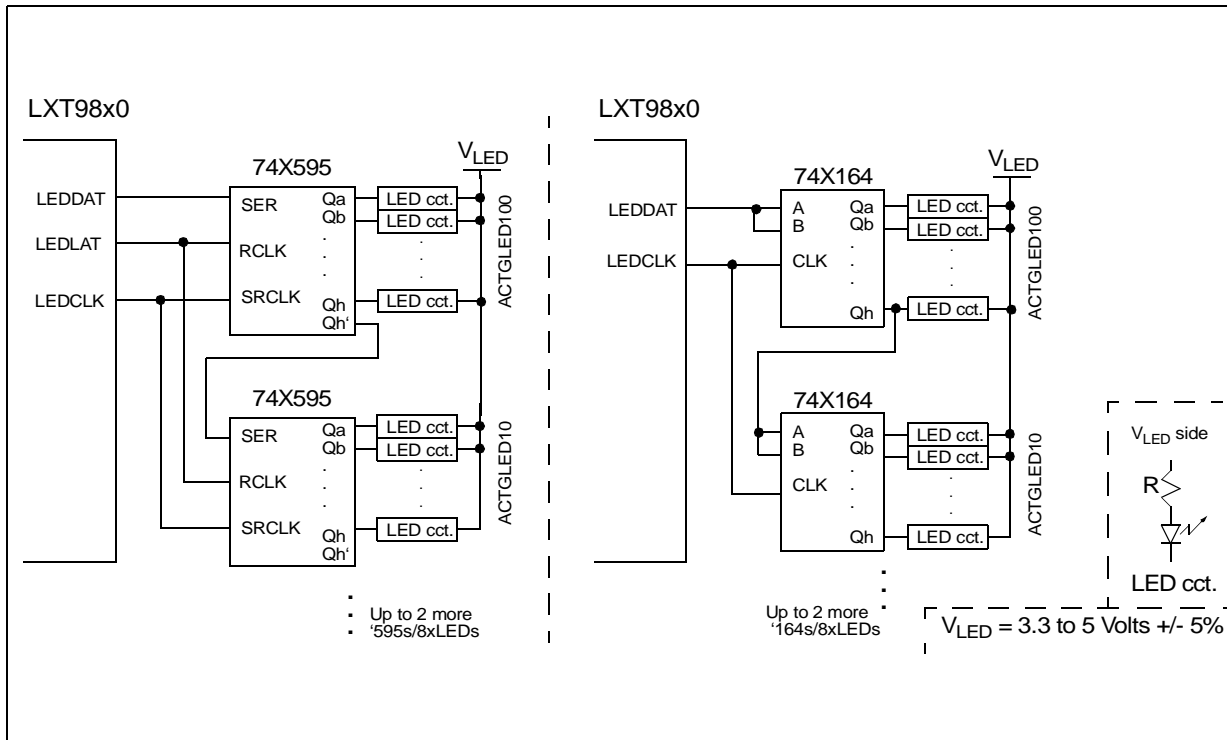 LXT98x0
LEDDAT
LEDLAT
LEDCLK
74X595
SER
RCLK
SRCLK
Qa
Qb
.
.
.
Qh
Qh'
LED cct.
LED cct.
.
.
.
LED cct.
VLED
ACTGLED100
74X595
SER
RCLK
SRCLK
Qa
Qb
.
.
.
Qh
Qh'
LED cct.
LED cct.
.
.
.
LED cct.
ACTGLED10
Up to 2 more
'595s/8xLEDs
LXT98x0
LEDDAT
LEDCLK
74X164
A
B
CLK
Qa
Qb
.
.
.
Qh
LED cct.
LED cct.
.
.
.
LED cct.
VLED
ACTGLED100
74X164
A
B
CLK
Qa
Qb
.
.
.
Qh
LED cct.
LED cct.
.
.
.
LED cct.
ACTGLED10
Up to 2 more
'164s/8xLEDs
VLED side
R
LED cct.
VLED = 3.3 to 5 Volts +/- 5%